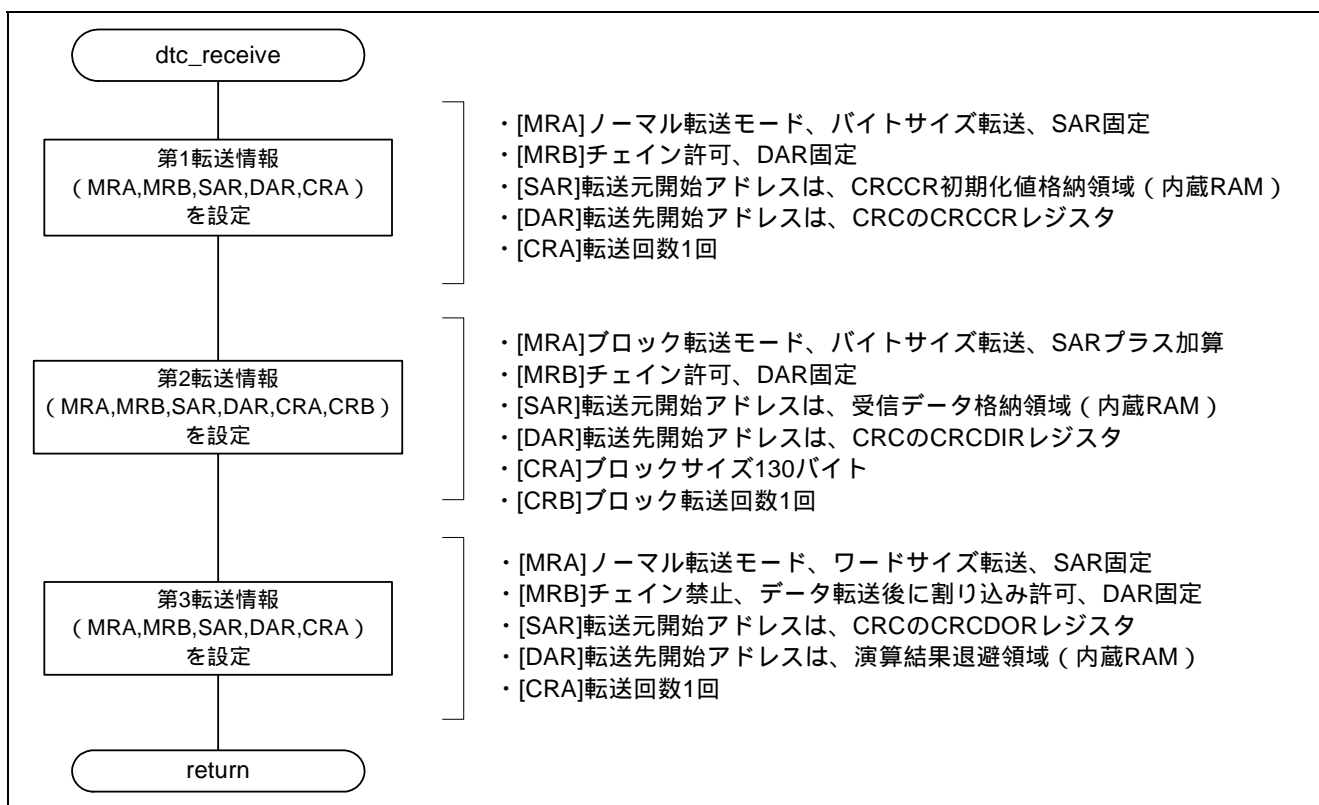 dtc_receive
第1転送情報
（MRA,MRB,SAR,DAR,CRA）
を設定
・[MRA]ノーマル転送モード、バイトサイズ転送、SAR固定
・[MRB]チェイン許可、DAR固定
・[SAR]転送元開始アドレスは、CRCCR初期化値格納領域（内蔵RAM）
・[DAR]転送先開始アドレスは、CRCのCRCCRレジスタ
・[CRA]転送回数1回
第2転送情報
（MRA,MRB,SAR,DAR,CRA,CRB）
を設定
・[MRA]ブロック転送モード、バイトサイズ転送、SARプラス加算
・[MRB]チェイン許可、DAR固定
・[SAR]転送元開始アドレスは、受信データ格納領域（内蔵RAM）
・[DAR]転送先開始アドレスは、CRCのCRCDIRレジスタ
・[CRA]ブロックサイズ130バイト
・[CRB]ブロック転送回数1回
第3転送情報
（MRA,MRB,SAR,DAR,CRA）
を設定
・[MRA]ノーマル転送モード、ワードサイズ転送、SAR固定
・[MRB]チェイン禁止、データ転送後に割り込み許可、DAR固定
・[SAR]転送元開始アドレスは、CRCのCRCDORレジスタ
・[DAR]転送先開始アドレスは、演算結果退避領域（内蔵RAM）
・[CRA]転送回数1回
return